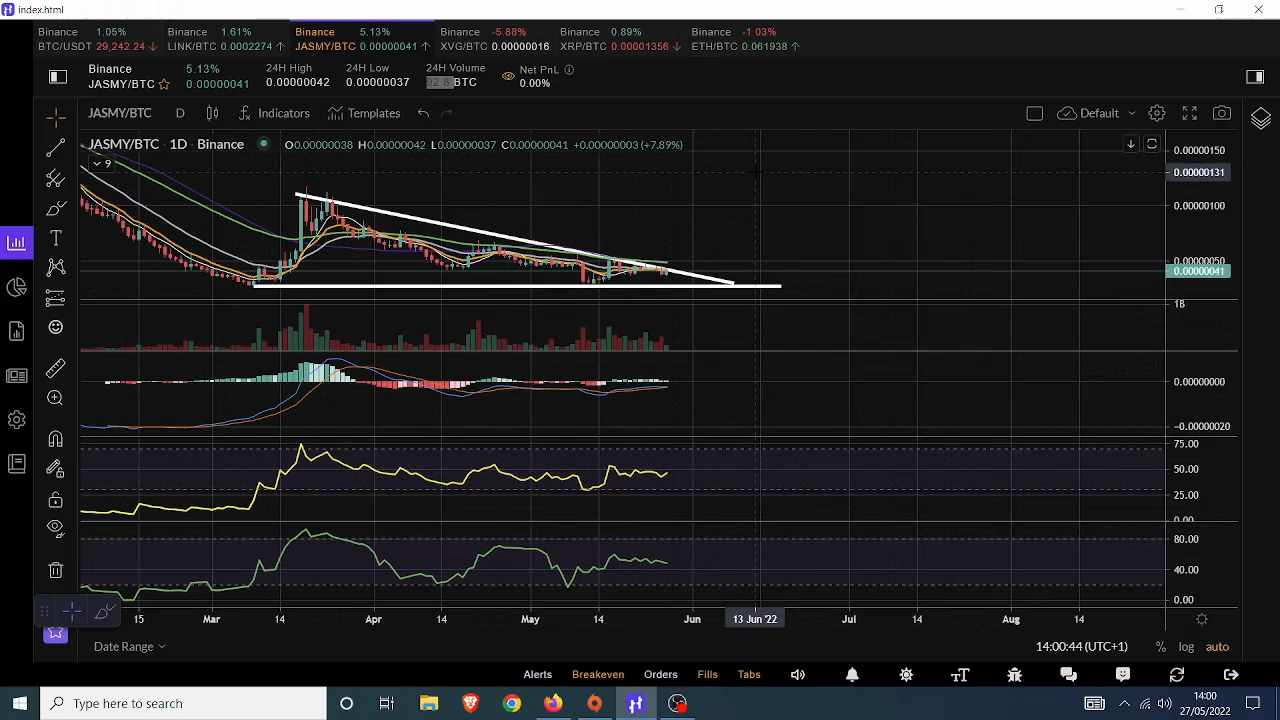 index.html
Binance 1.05%
BTC/USDT 29,242.24 ↓
Binance 1.61%
LINK/BTC 0.0002274 ↑
Binance 5.13%
JASMY/BTC 0.00000041 ↑
Binance -5.88%
XVG/BTC 0.00000016
Binance 0.89%
XRP/BTC 0.00001356 ↓
Binance -1.03%
ETH/BTC 0.061938 ↑
Binance 5.13%
JASMY/BTC 0.00000041
24H High
0.00000042
24H Low
0.00000037
24H Volume
92.8 BTC
Net PnL
0.00%
JASMY/BTC D Indicators Templates Default
JASMY/BTC · 1D · Binance O0.00000038 H0.00000042 L0.00000037 C0.00000041 +0.00000003 (+7.89%)
9
0.00000150
0.00000131
0.00000100
0.00000050
0.00000041
1B
0.00000000
−0.00000020
75.00
50.00
25.00
0.00
80.00
40.00
0.00
15 Mar 14 Apr 14 May 14 Jun 13 Jun '22 Jul 14 Aug 14
Date Range 14:00:44 (UTC+1) % log auto
Alerts Breakeven Orders Fills Tabs
Type here to search
14:00
27/05/2022